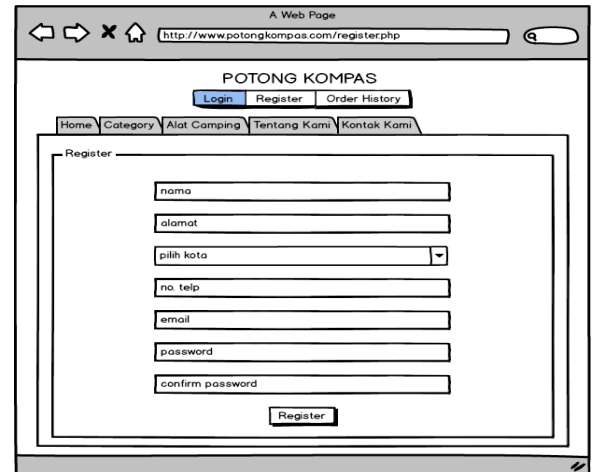 A Web Page
http://www.potongkompas.com/register.php
POTONG KOMPAS
Login Register Order History
Home Category Alat Camping Tentang Kami Kontak Kami
Register
nama
alamat
pilih kota
no. telp
email
password
confirm password
Register